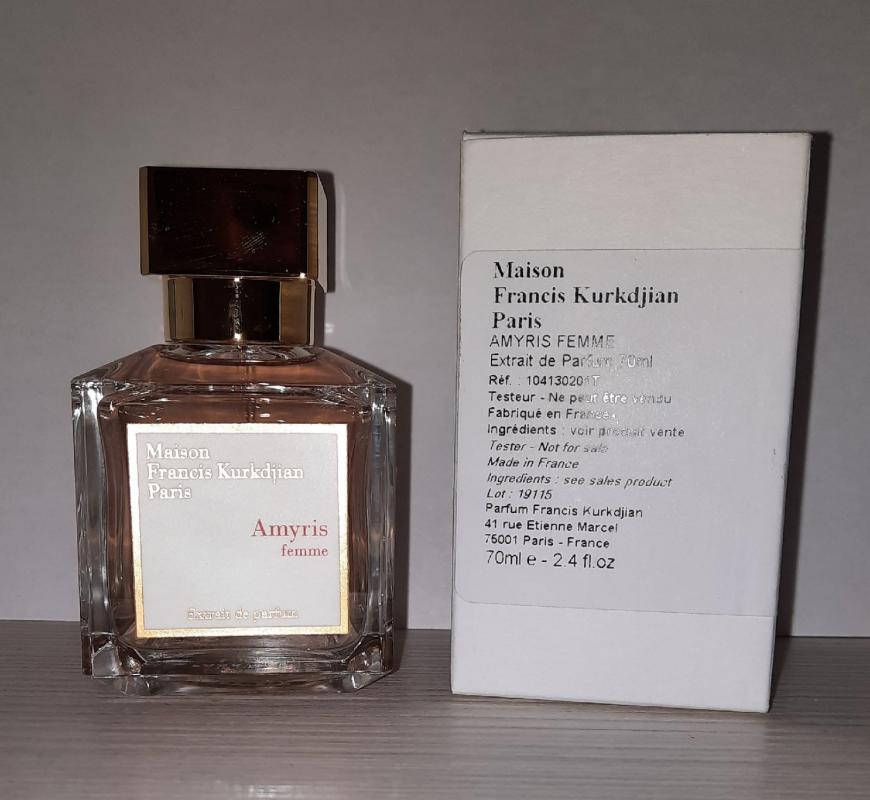 Maison
Francis Kurkdjian
Paris
Amyris
femme
Extrait de parfum
Maison
Francis Kurkdjian
Paris
AMYRIS FEMME
Extrait de Parfum 70ml
Réf. : 104130201T
Testeur - Ne peut être vendu
Fabriqué en France.
Ingrédients : voir produit vente
Tester - Not for sale
Made in France
Ingredients : see sales product
Lot : 19115
Parfum Francis Kurkdjian
41 rue Etienne Marcel
75001 Paris - France
70ml e - 2.4 fl.oz